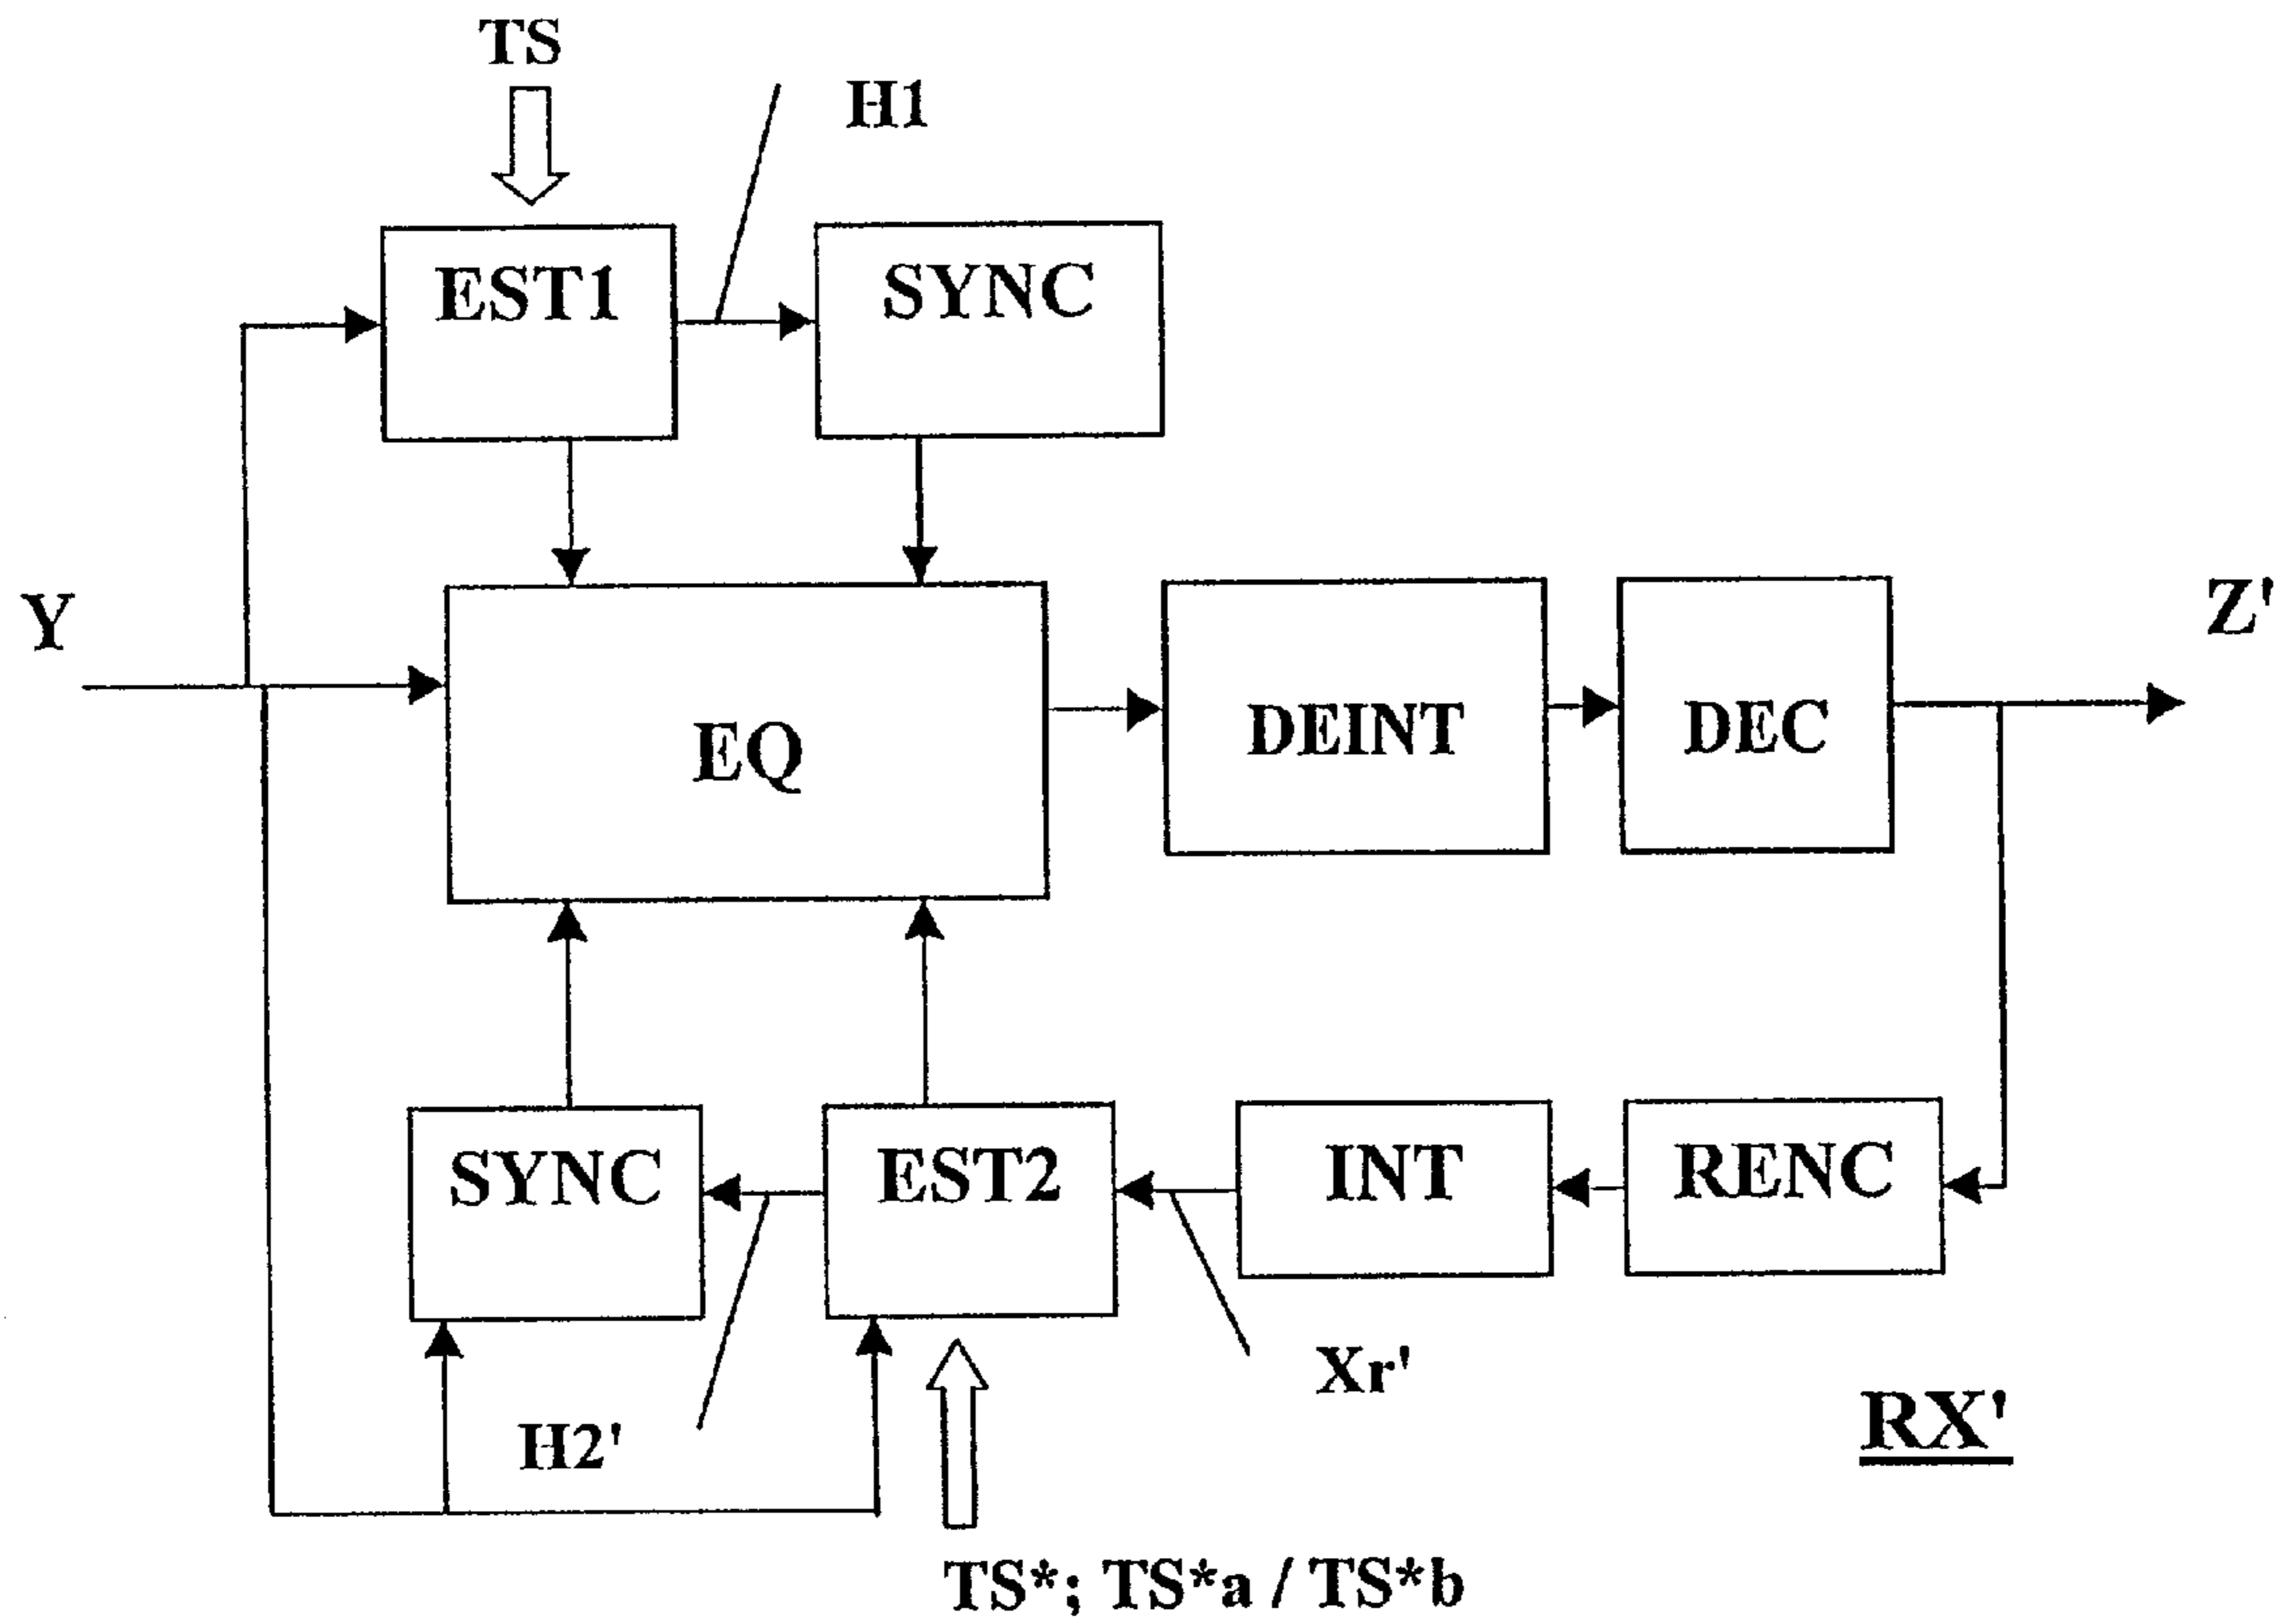 TS
H1
EST1
SYNC
Y
Z'
EQ
DEINT
DEC
SYNC
EST2
INT
RENC
Xr'
RX'
H2'
TS*; TS*a / TS*b